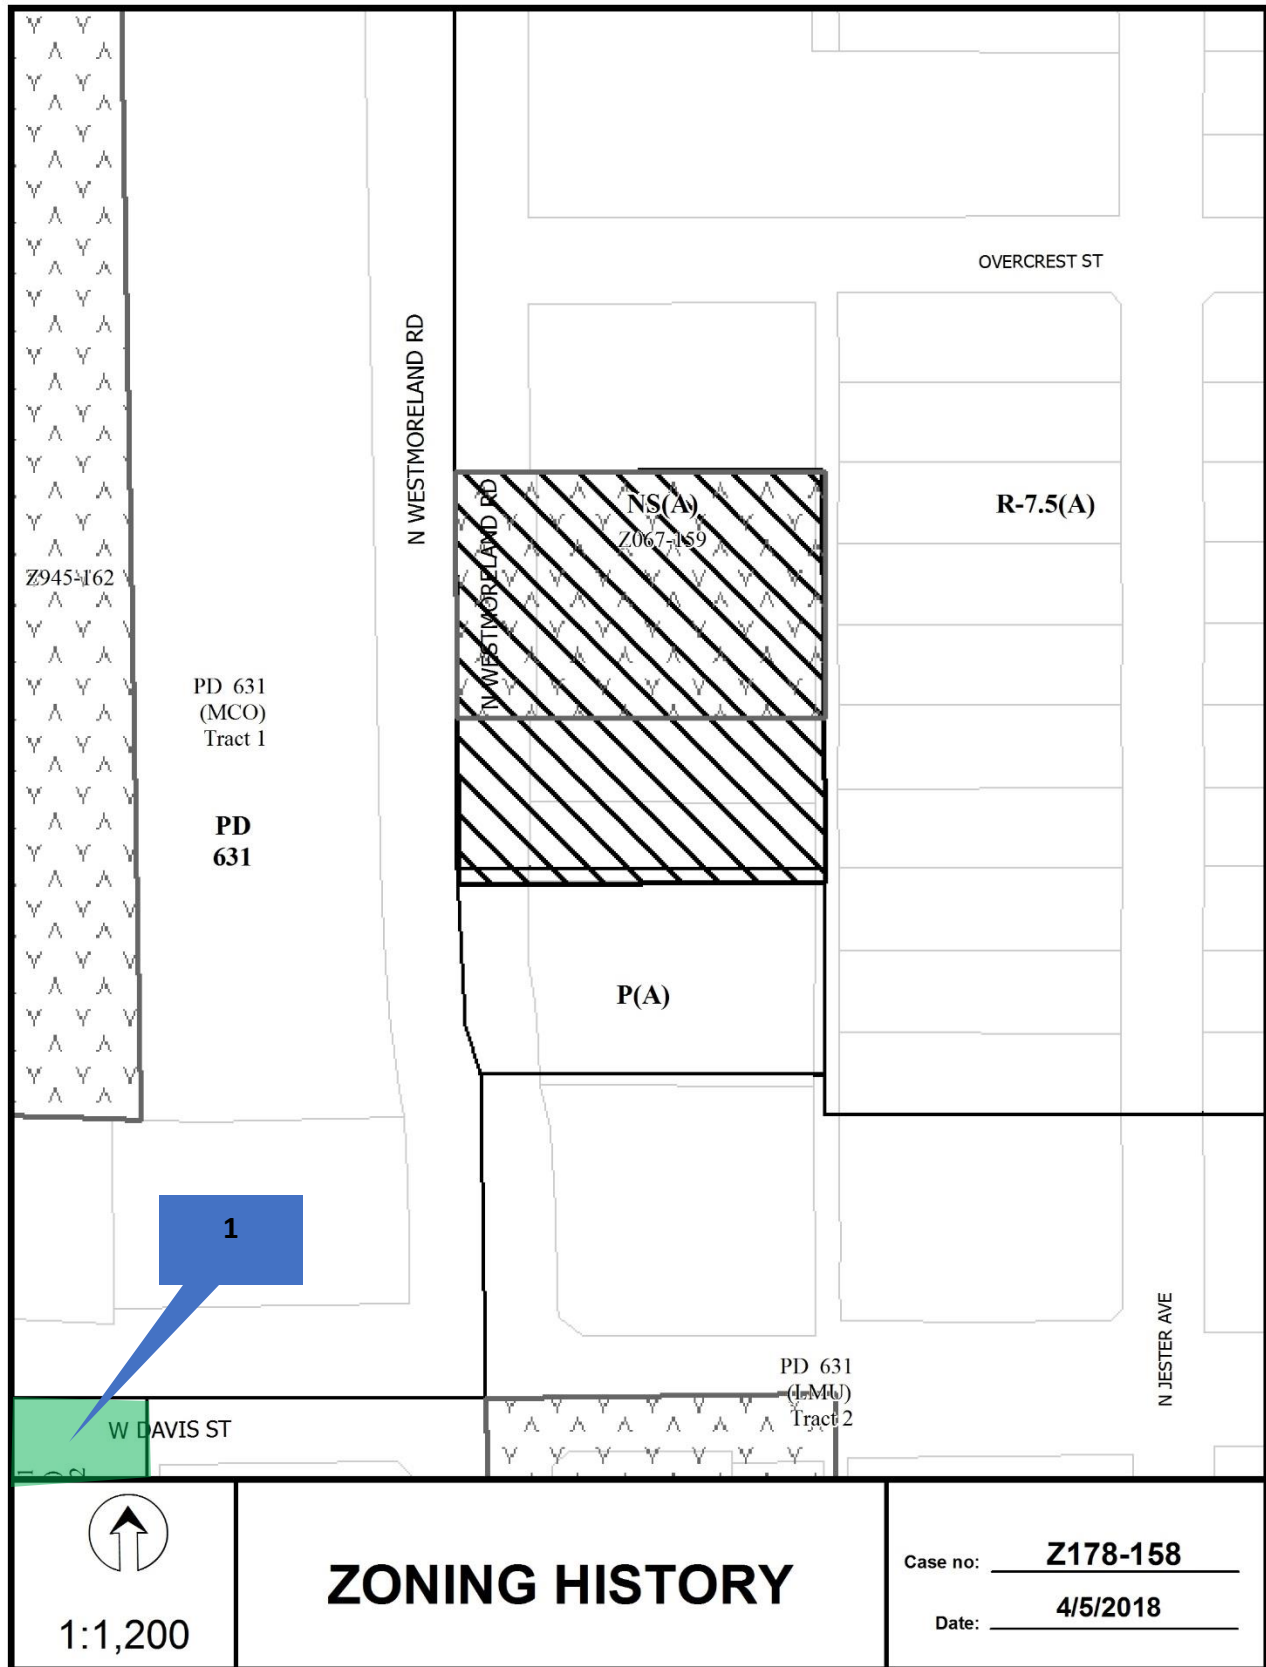 OVERCREST ST
N WESTMORELAND RD
N WESTMORELAND RD
NS(A)
Z067-159
R-7.5(A)
Z945-162
PD 631
(MCO)
Tract 1
PD
631
P(A)
1
N JESTER AVE
PD 631
(LMU)
Tract 2
W DAVIS ST
1:1,200
ZONING HISTORY
Case no: Z178-158
Date: 4/5/2018